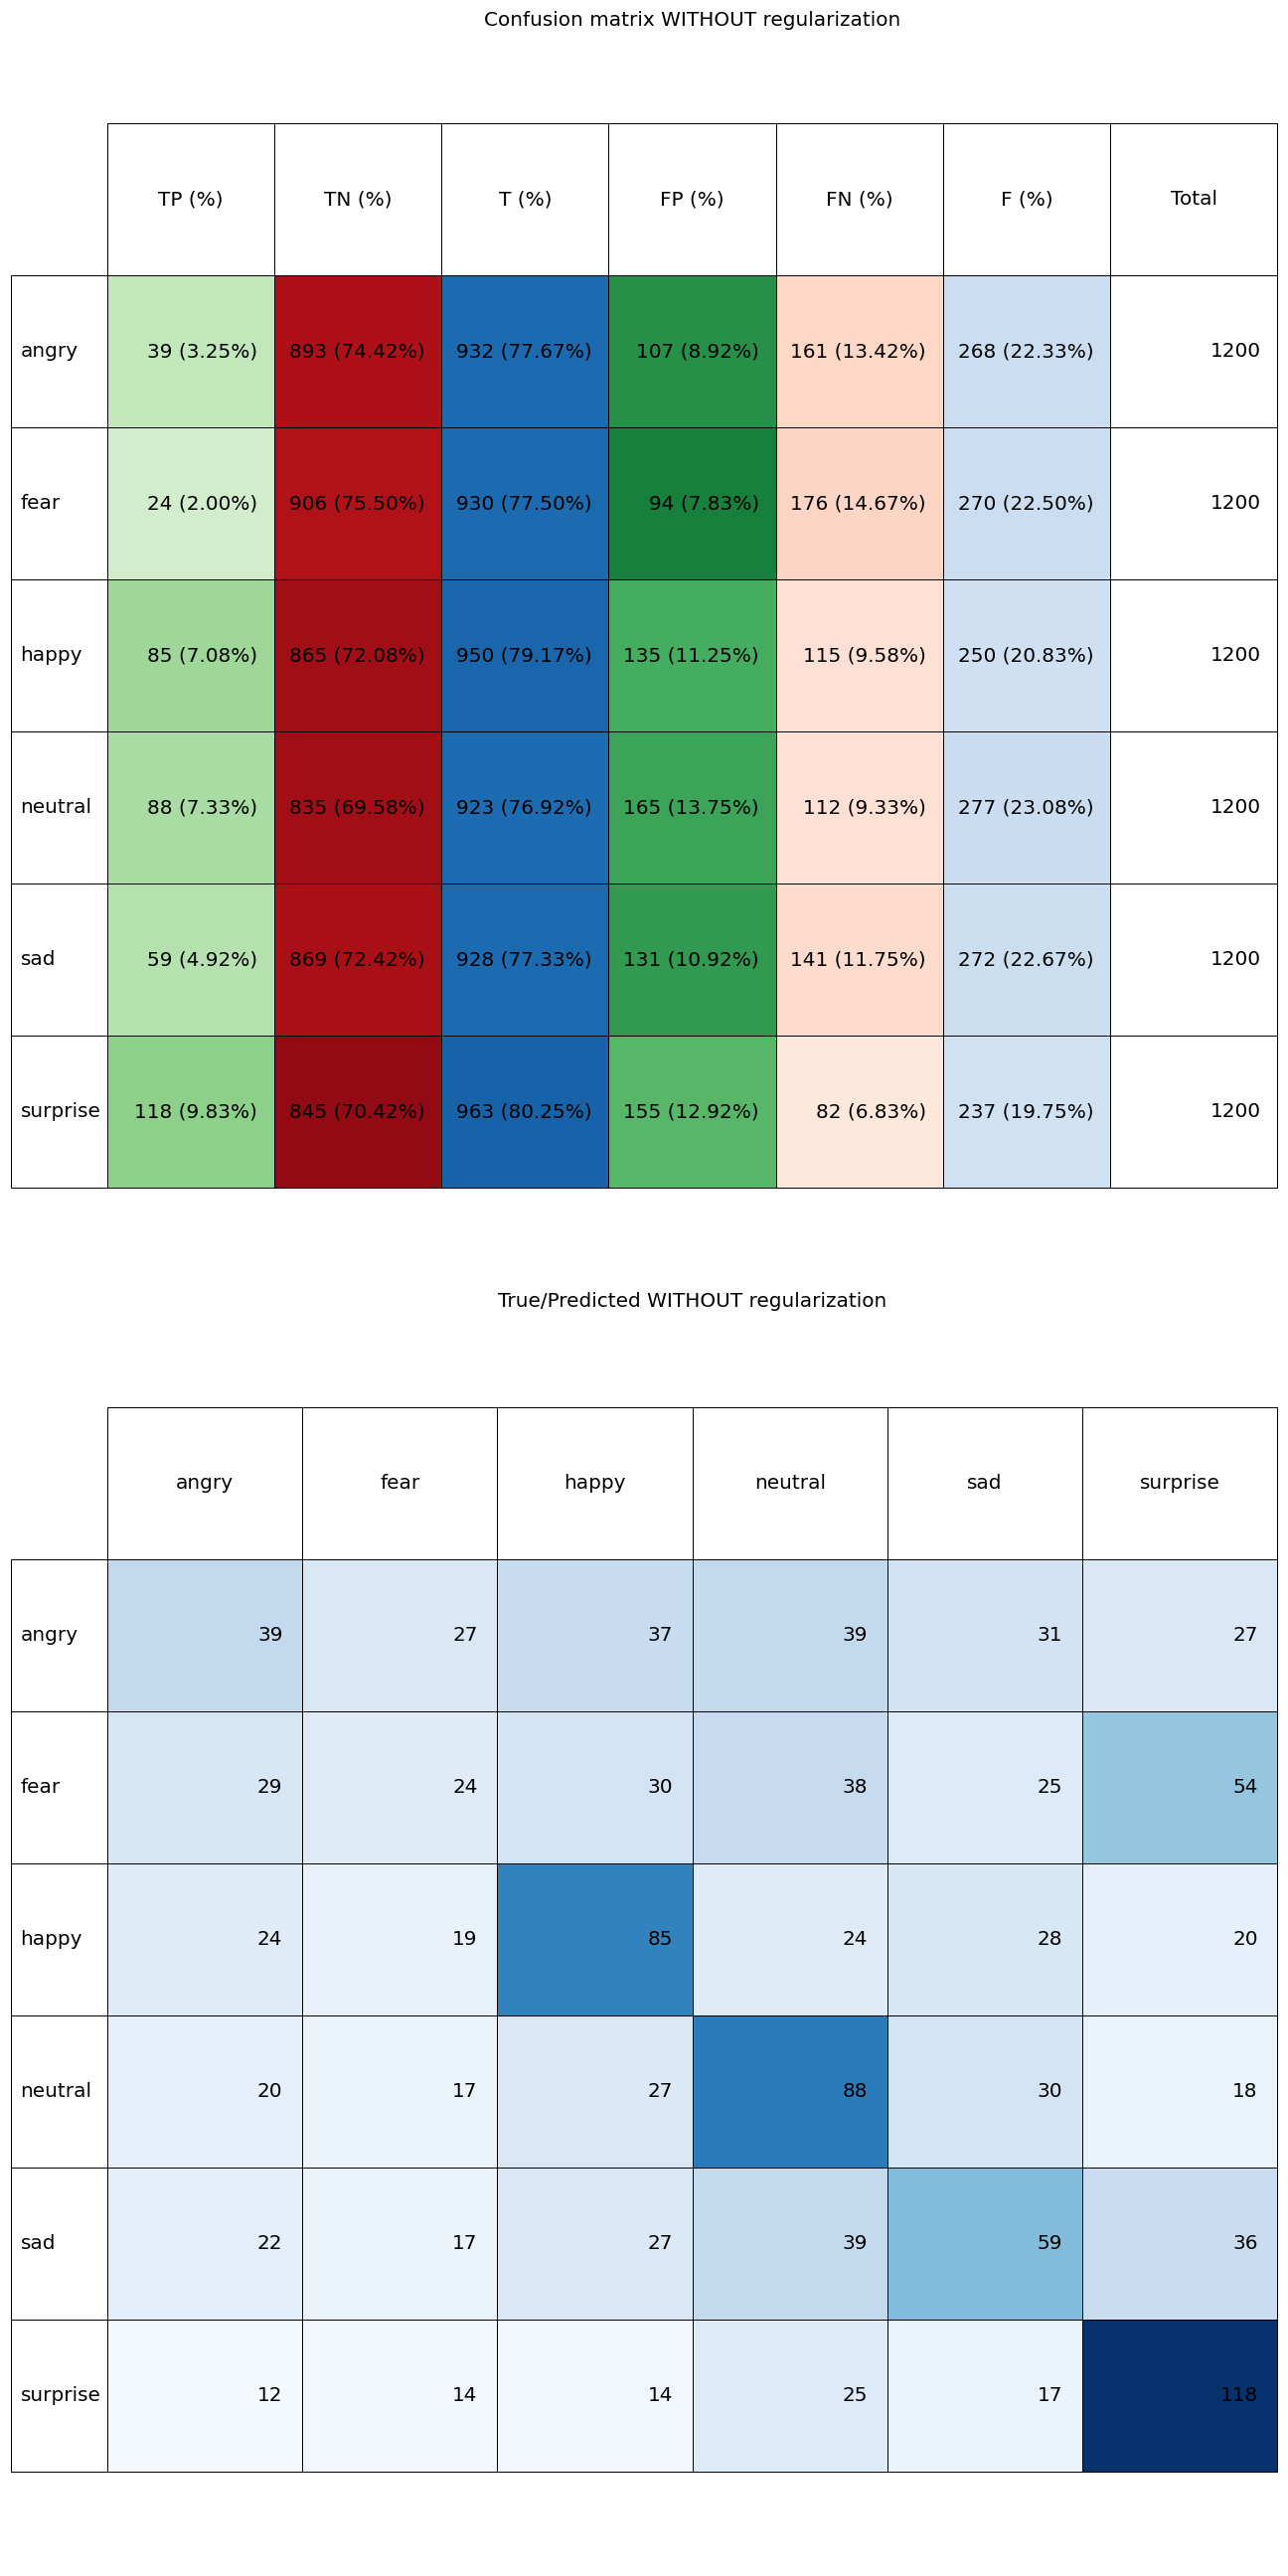 Confusion matrix WITHOUT regularization
TP (%) TN (%) T (%) FP (%) FN (%) F (%) Total
angry 39 (3.25%) 893 (74.42%) 932 (77.67%) 107 (8.92%) 161 (13.42%) 268 (22.33%) 1200
fear 24 (2.00%) 906 (75.50%) 930 (77.50%) 94 (7.83%) 176 (14.67%) 270 (22.50%) 1200
happy 85 (7.08%) 865 (72.08%) 950 (79.17%) 135 (11.25%) 115 (9.58%) 250 (20.83%) 1200
neutral 88 (7.33%) 835 (69.58%) 923 (76.92%) 165 (13.75%) 112 (9.33%) 277 (23.08%) 1200
sad 59 (4.92%) 869 (72.42%) 928 (77.33%) 131 (10.92%) 141 (11.75%) 272 (22.67%) 1200
surprise 118 (9.83%) 845 (70.42%) 963 (80.25%) 155 (12.92%) 82 (6.83%) 237 (19.75%) 1200
True/Predicted WITHOUT regularization
angry fear happy neutral sad surprise
angry 39 27 37 39 31 27
fear 29 24 30 38 25 54
happy 24 19 85 24 28 20
neutral 20 17 27 88 30 18
sad 22 17 27 39 59 36
surprise 12 14 14 25 17 118